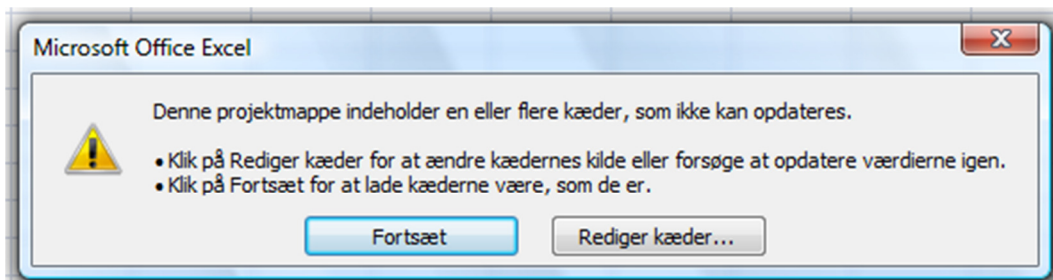 Microsoft Office Excel
Denne projektmappe indeholder en eller flere kæder, som ikke kan opdateres.
• Klik på Rediger kæder for at ændre kædernes kilde eller forsøge at opdatere værdierne igen.
• Klik på Fortsæt for at lade kæderne være, som de er.
Fortsæt
Rediger kæder...